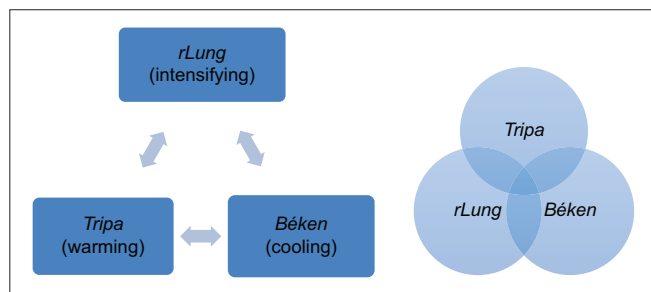 rLung
(intensifying)
Tripa
(warming)
Béken
(cooling)
Tripa
rLung
Béken